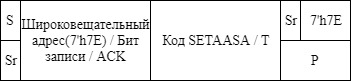 S
Sr
Широковещательный
адрес(7'h7E) / Бит
записи / ACK
Код SETAASA / T
Sr
7'h7E
P